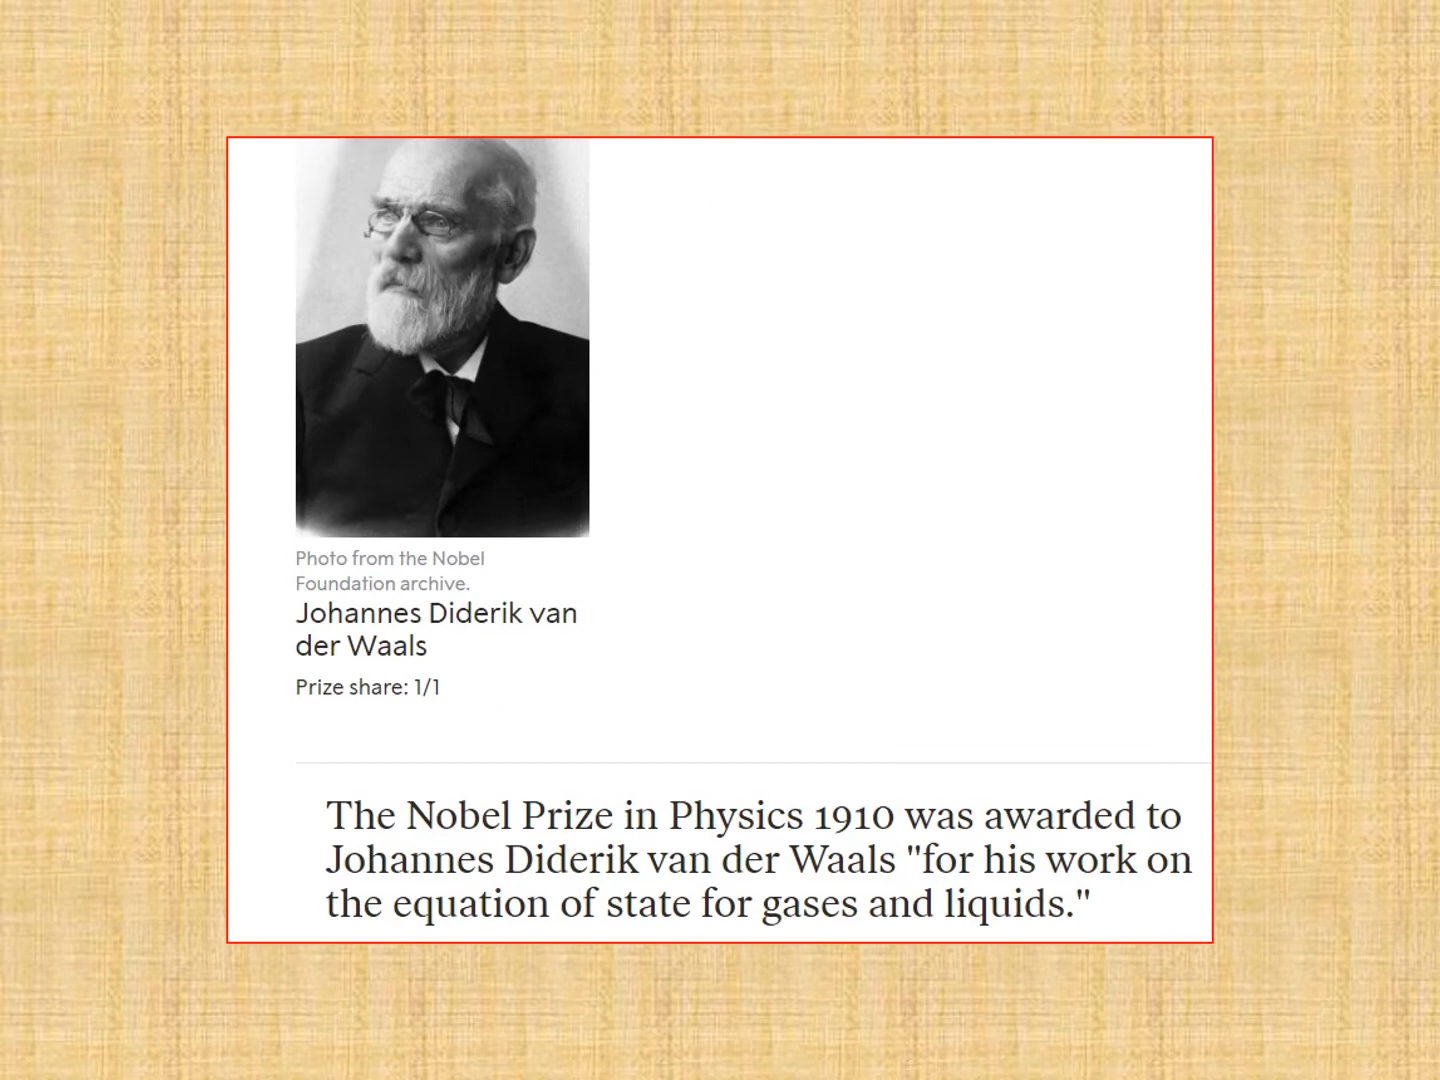 Photo from the Nobel
Foundation archive.
Johannes Diderik van
der Waals
Prize share: 1/1
The Nobel Prize in Physics 1910 was awarded to
Johannes Diderik van der Waals "for his work on
the equation of state for gases and liquids."